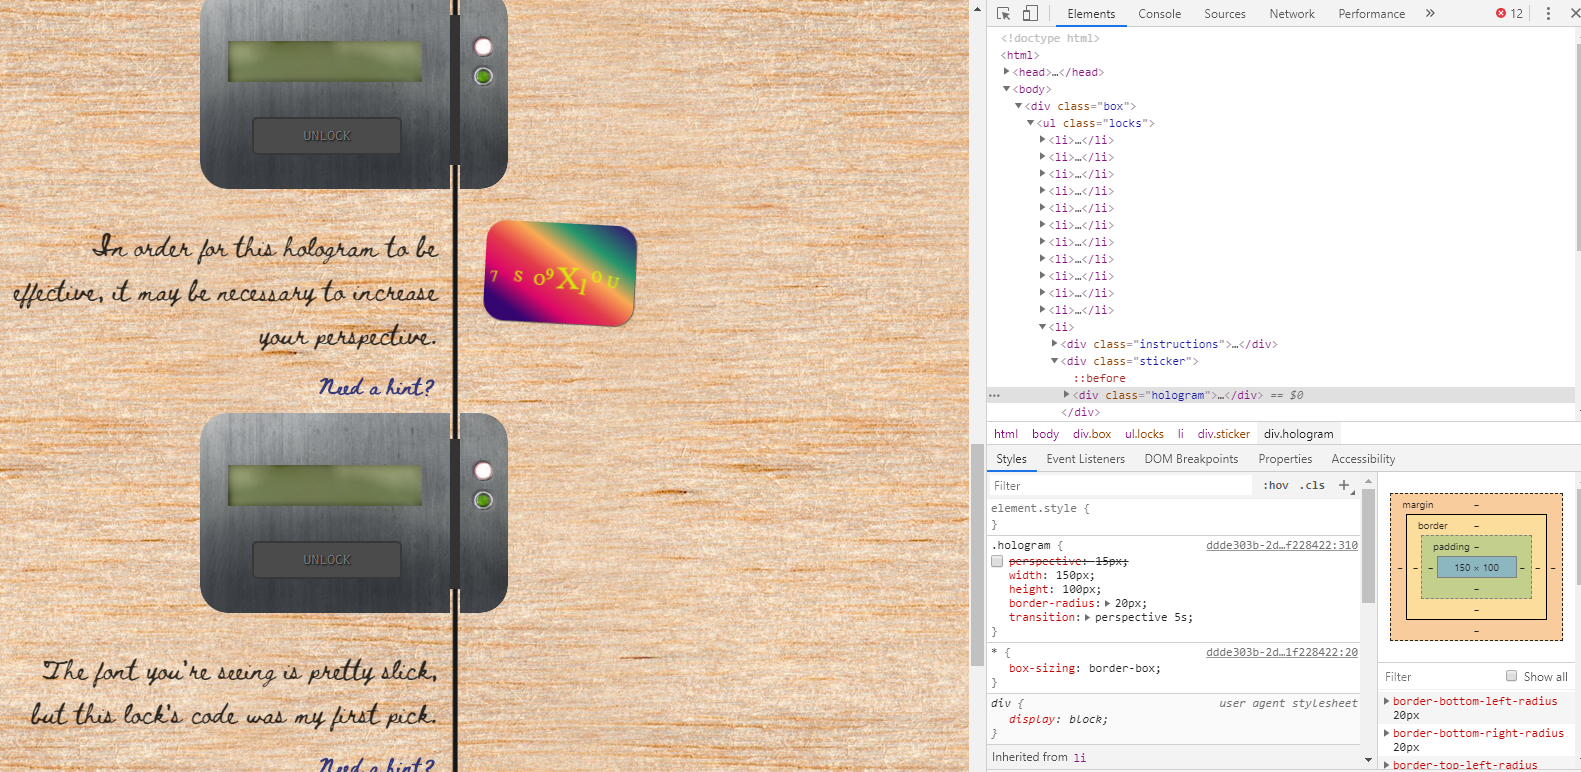 UNLOCK
In order for this hologram to be
effective, it may be necessary to increase
your perspective.
Need a hint?
7 S O 9 X l O U
UNLOCK
The font you're seeing is pretty slick,
but this lock's code was my first pick.
Need a hint?
Elements Console Sources Network Performance » 12
<!doctype html>
<html>
<head>…</head>
<body>
<div class="box">
<ul class="locks">
<li>…</li>
<li>…</li>
<li>…</li>
<li>…</li>
<li>…</li>
<li>…</li>
<li>…</li>
<li>…</li>
<li>…</li>
<li>…</li>
<li>…</li>
<li>
<div class="instructions">…</div>
<div class="sticker">
::before
<div class="hologram">…</div> == $0
</div>
html body div.box ul.locks li div.sticker div.hologram
Styles Event Listeners DOM Breakpoints Properties Accessibility
Filter :hov .cls +
element.style {
}
.hologram { ddde303b-2d…f228422:310
perspective: 15px;
width: 150px;
height: 100px;
border-radius: 20px;
transition: perspective 5s;
}
* { ddde303b-2d…1f228422:20
box-sizing: border-box;
}
div { user agent stylesheet
display: block;
}
Inherited from li
margin –
border –
padding –
– – – 150 × 100 – – –
–
–
–
Filter Show all
border-bottom-left-radius
20px
border-bottom-right-radius
20px
border-top-left-radius